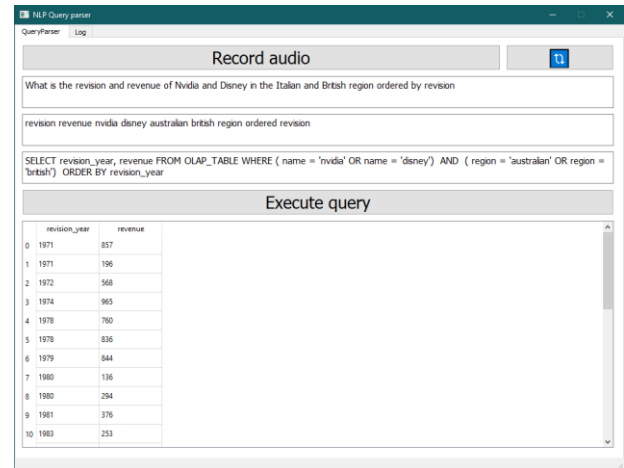 NLP Query parser
QueryParser Log
Record audio
What is the revision and revenue of Nvidia and Disney in the Italian and British region ordered by revision
revision revenue nvidia disney australian british region ordered revision
SELECT revision_year, revenue FROM OLAP_TABLE WHERE ( name = 'nvidia' OR name = 'disney') AND ( region = 'australan' OR region =
'british') ORDER BY revision_year
Execute query
revision_year revenue
0 1971 857
1 1971 196
2 1972 568
3 1974 965
4 1978 760
5 1978 836
6 1979 844
7 1980 136
8 1980 294
9 1981 376
10 1983 253